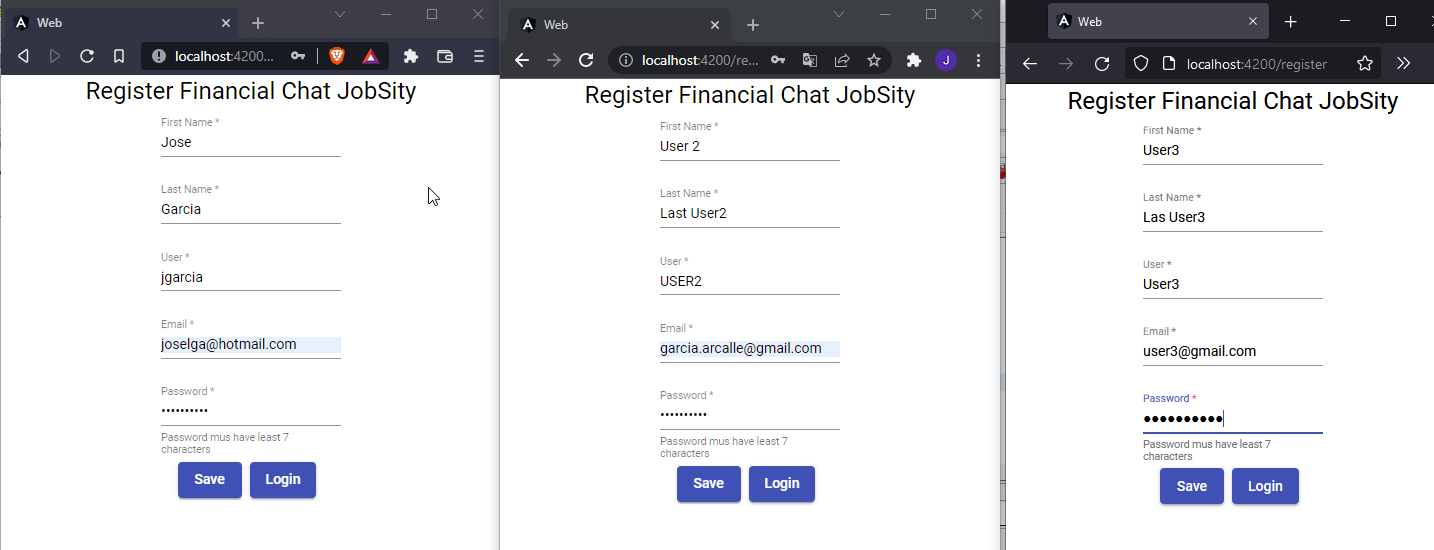 Web
localhost:4200...
Register Financial Chat JobSity
First Name *
Jose
Last Name *
Garcia
User *
jgarcia
Email *
joselga@hotmail.com
Password *
••••••••••
Password mus have least 7
characters
Save
Login
Web
localhost:4200/re...
J
Register Financial Chat JobSity
First Name *
User 2
Last Name *
Last User2
User *
USER2
Email *
garcia.arcalle@gmail.com
Password *
••••••••••
Password mus have least 7
characters
Save
Login
Web
localhost:4200/register
Register Financial Chat JobSity
First Name *
User3
Last Name *
Las User3
User *
User3
Email *
user3@gmail.com
Password *
●●●●●●●●●●
Password mus have least 7
characters
Save
Login